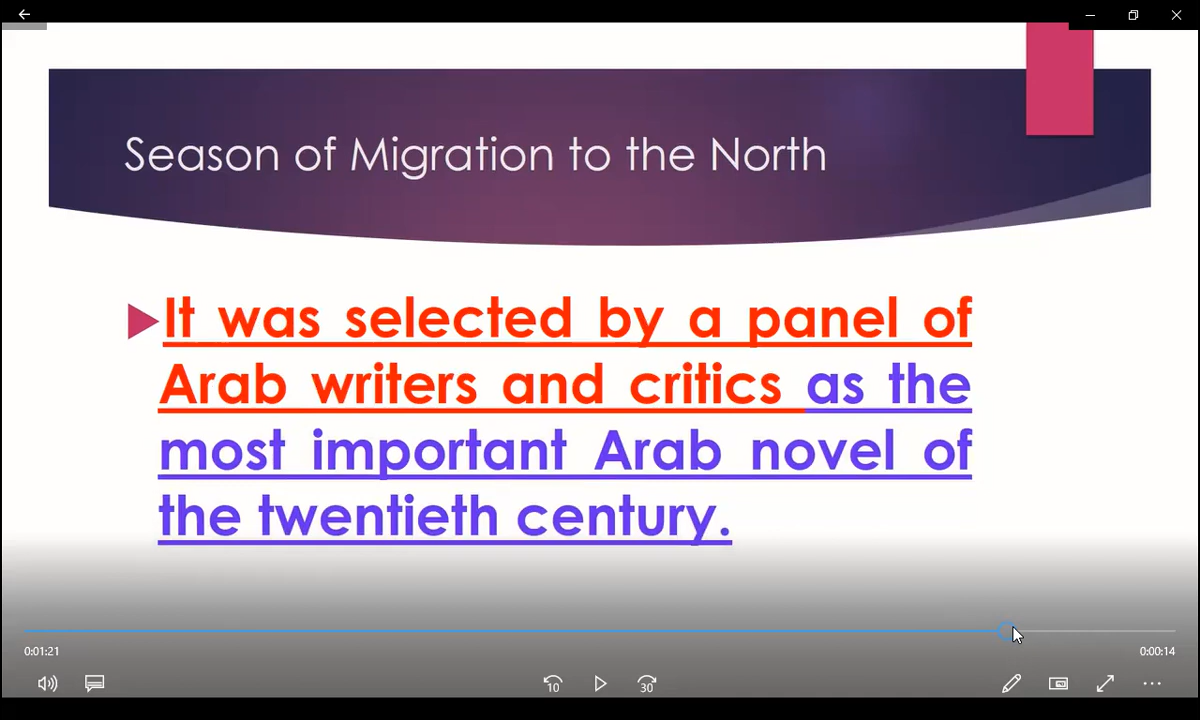 Season of Migration to the North
It was selected by a panel of
Arab writers and critics as the
most important Arab novel of
the twentieth century.
0:01:21
0:00:14
10
30